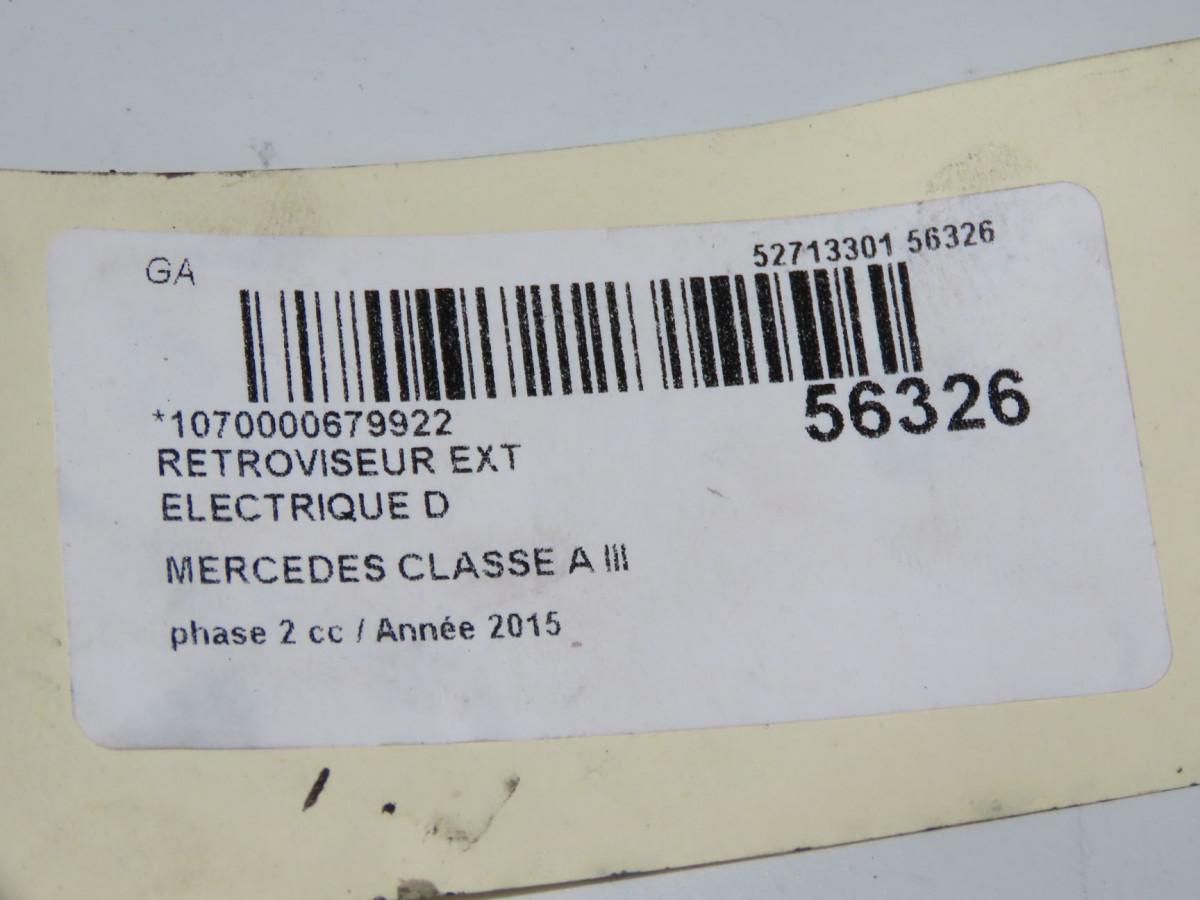 GA
52713301 56326
*1070000679922
56326
RETROVISEUR EXT
ELECTRIQUE D
MERCEDES CLASSE A III
phase 2 cc / Année 2015